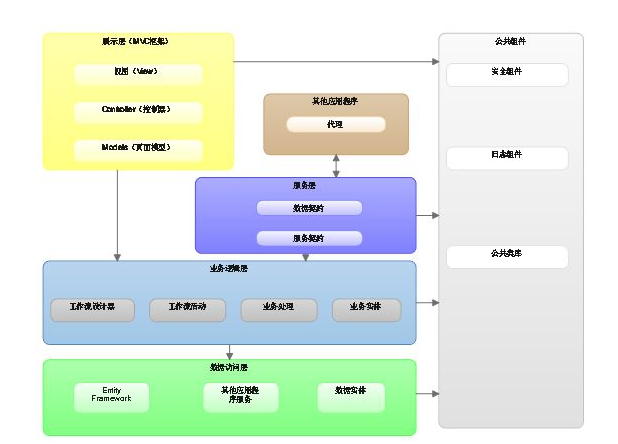 展示层（MVC框架）
视图（View）
Controller（控制器）
Models（页面模型）
其他应用程序
代理
服务层
数据契约
服务契约
业务逻辑层
工作流设计器
工作流活动
业务处理
业务实体
数据访问层
Entity
Framework
其他应用程
序服务
数据实体
公共组件
安全组件
日志组件
公共类库